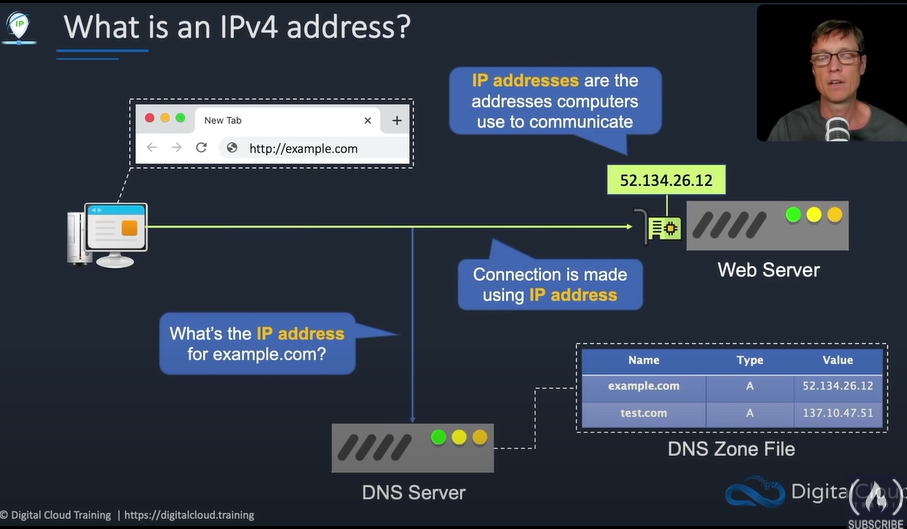 IP
What is an IPv4 address?
IP addresses are the
addresses computers
use to communicate
New Tab
http://example.com
52.134.26.12
Web Server
Connection is made
using IP address
What's the IP address
for example.com?
Name Type Value
example.com A 52.134.26.12
test.com A 137.10.47.51
DNS Zone File
DNS Server
Digital Cloud
© Digital Cloud Training | https://digitalcloud.training
SUBSCRIBE